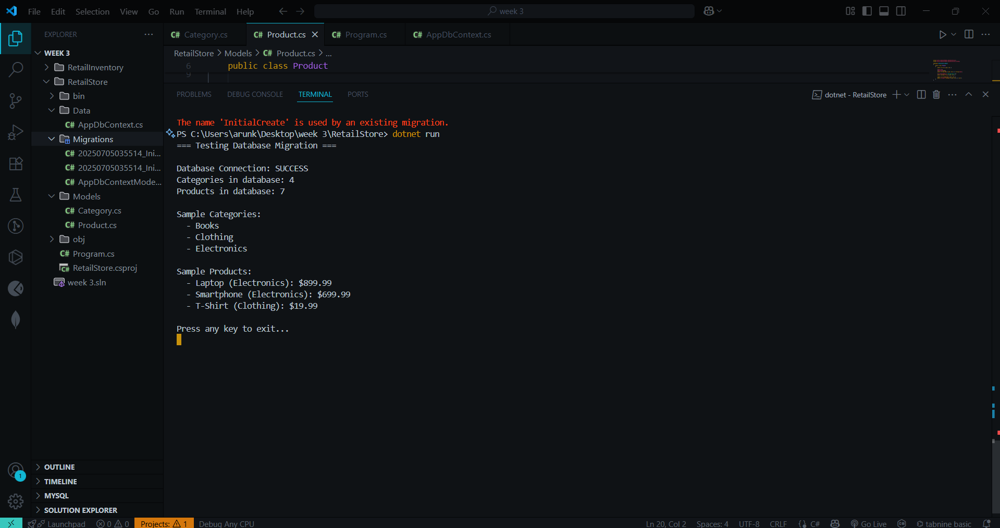 File Edit Selection View Go Run Terminal Help
week 3
EXPLORER
Category.cs
Product.cs
Program.cs
AppDbContext.cs
WEEK 3
RetailInventory
RetailStore
bin
Data
AppDbContext.cs
Migrations
20250705035514_Ini...
20250705035514_Ini...
AppDbContextMode...
Models
Category.cs
Product.cs
obj
Program.cs
RetailStore.csproj
week 3.sln
OUTLINE
TIMELINE
MYSQL
SOLUTION EXPLORER
RetailStore > Models > C# Product.cs > ...
6 public class Product
9
PROBLEMS DEBUG CONSOLE TERMINAL PORTS
dotnet - RetailStore
The name 'InitialCreate' is used by an existing migration.
PS C:\Users\arunk\Desktop\week 3\RetailStore> dotnet run
=== Testing Database Migration ===
Database Connection: SUCCESS
Categories in database: 4
Products in database: 7
Sample Categories:
- Books
- Clothing
- Electronics
Sample Products:
- Laptop (Electronics): $899.99
- Smartphone (Electronics): $699.99
- T-Shirt (Clothing): $19.99
Press any key to exit...
1
Launchpad 0 0 Projects: 1 Debug Any CPU
Ln 20, Col 2 Spaces: 4 UTF-8 CRLF {} C# Go Live tabnine basic